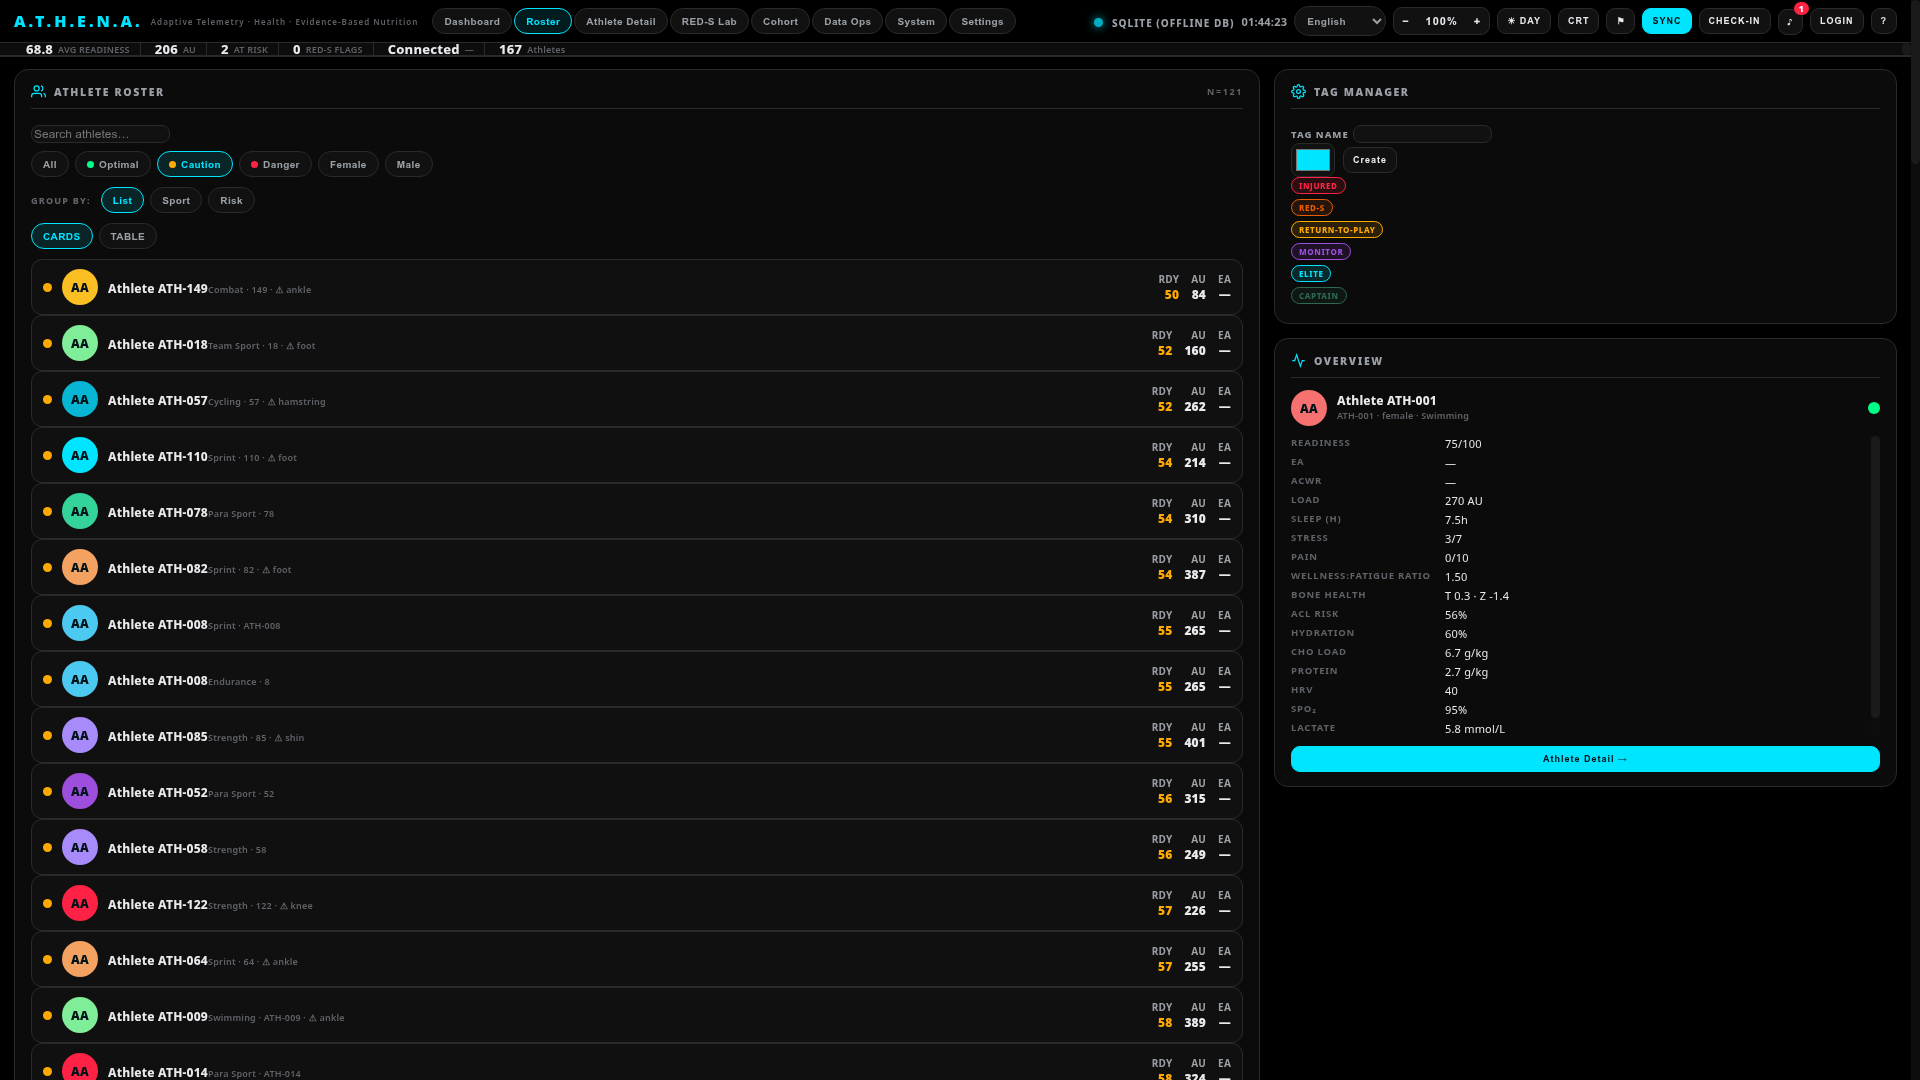 A.T.H.E.N.A. Adaptive Telemetry · Health · Evidence-Based Nutrition Dashboard Roster Athlete Detail RED-S Lab Cohort Data Ops System Settings SQLITE (OFFLINE DB) 01:44:23 English − 100% + ☀ DAY CRT ⚑ SYNC CHECK-IN ♪ 1 LOGIN ?
68.8 AVG READINESS 206 AU 2 AT RISK 0 RED-S FLAGS Connected — 167 Athletes
ATHLETE ROSTER N=121
Search athletes...
All Optimal Caution Danger Female Male
GROUP BY: List Sport Risk
CARDS TABLE
AA Athlete ATH-149 Combat · 149 · ⚠ ankle RDY AU EA
50 84 —
AA Athlete ATH-018 Team Sport · 18 · ⚠ foot RDY AU EA
52 160 —
AA Athlete ATH-057 Cycling · 57 · ⚠ hamstring RDY AU EA
52 262 —
AA Athlete ATH-110 Sprint · 110 · ⚠ foot RDY AU EA
54 214 —
AA Athlete ATH-078 Para Sport · 78 RDY AU EA
54 310 —
AA Athlete ATH-082 Sprint · 82 · ⚠ foot RDY AU EA
54 387 —
AA Athlete ATH-008 Sprint · ATH-008 RDY AU EA
55 265 —
AA Athlete ATH-008 Endurance · 8 RDY AU EA
55 265 —
AA Athlete ATH-085 Strength · 85 · ⚠ shin RDY AU EA
55 401 —
AA Athlete ATH-052 Para Sport · 52 RDY AU EA
56 315 —
AA Athlete ATH-058 Strength · 58 RDY AU EA
56 249 —
AA Athlete ATH-122 Strength · 122 · ⚠ knee RDY AU EA
57 226 —
AA Athlete ATH-064 Sprint · 64 · ⚠ ankle RDY AU EA
57 255 —
AA Athlete ATH-009 Swimming · ATH-009 · ⚠ ankle RDY AU EA
58 389 —
AA Athlete ATH-014 Para Sport · ATH-014 RDY AU EA
58 324 —
TAG MANAGER
TAG NAME
Create
INJURED
RED-S
RETURN-TO-PLAY
MONITOR
ELITE
CAPTAIN
OVERVIEW
AA Athlete ATH-001
ATH-001 · female · Swimming
READINESS 75/100
EA —
ACWR —
LOAD 270 AU
SLEEP (H) 7.5h
STRESS 3/7
PAIN 0/10
WELLNESS:FATIGUE RATIO 1.50
BONE HEALTH T 0.3 · Z -1.4
ACL RISK 56%
HYDRATION 60%
CHO LOAD 6.7 g/kg
PROTEIN 2.7 g/kg
HRV 40
SPO₂ 95%
LACTATE 5.8 mmol/L
Athlete Detail →